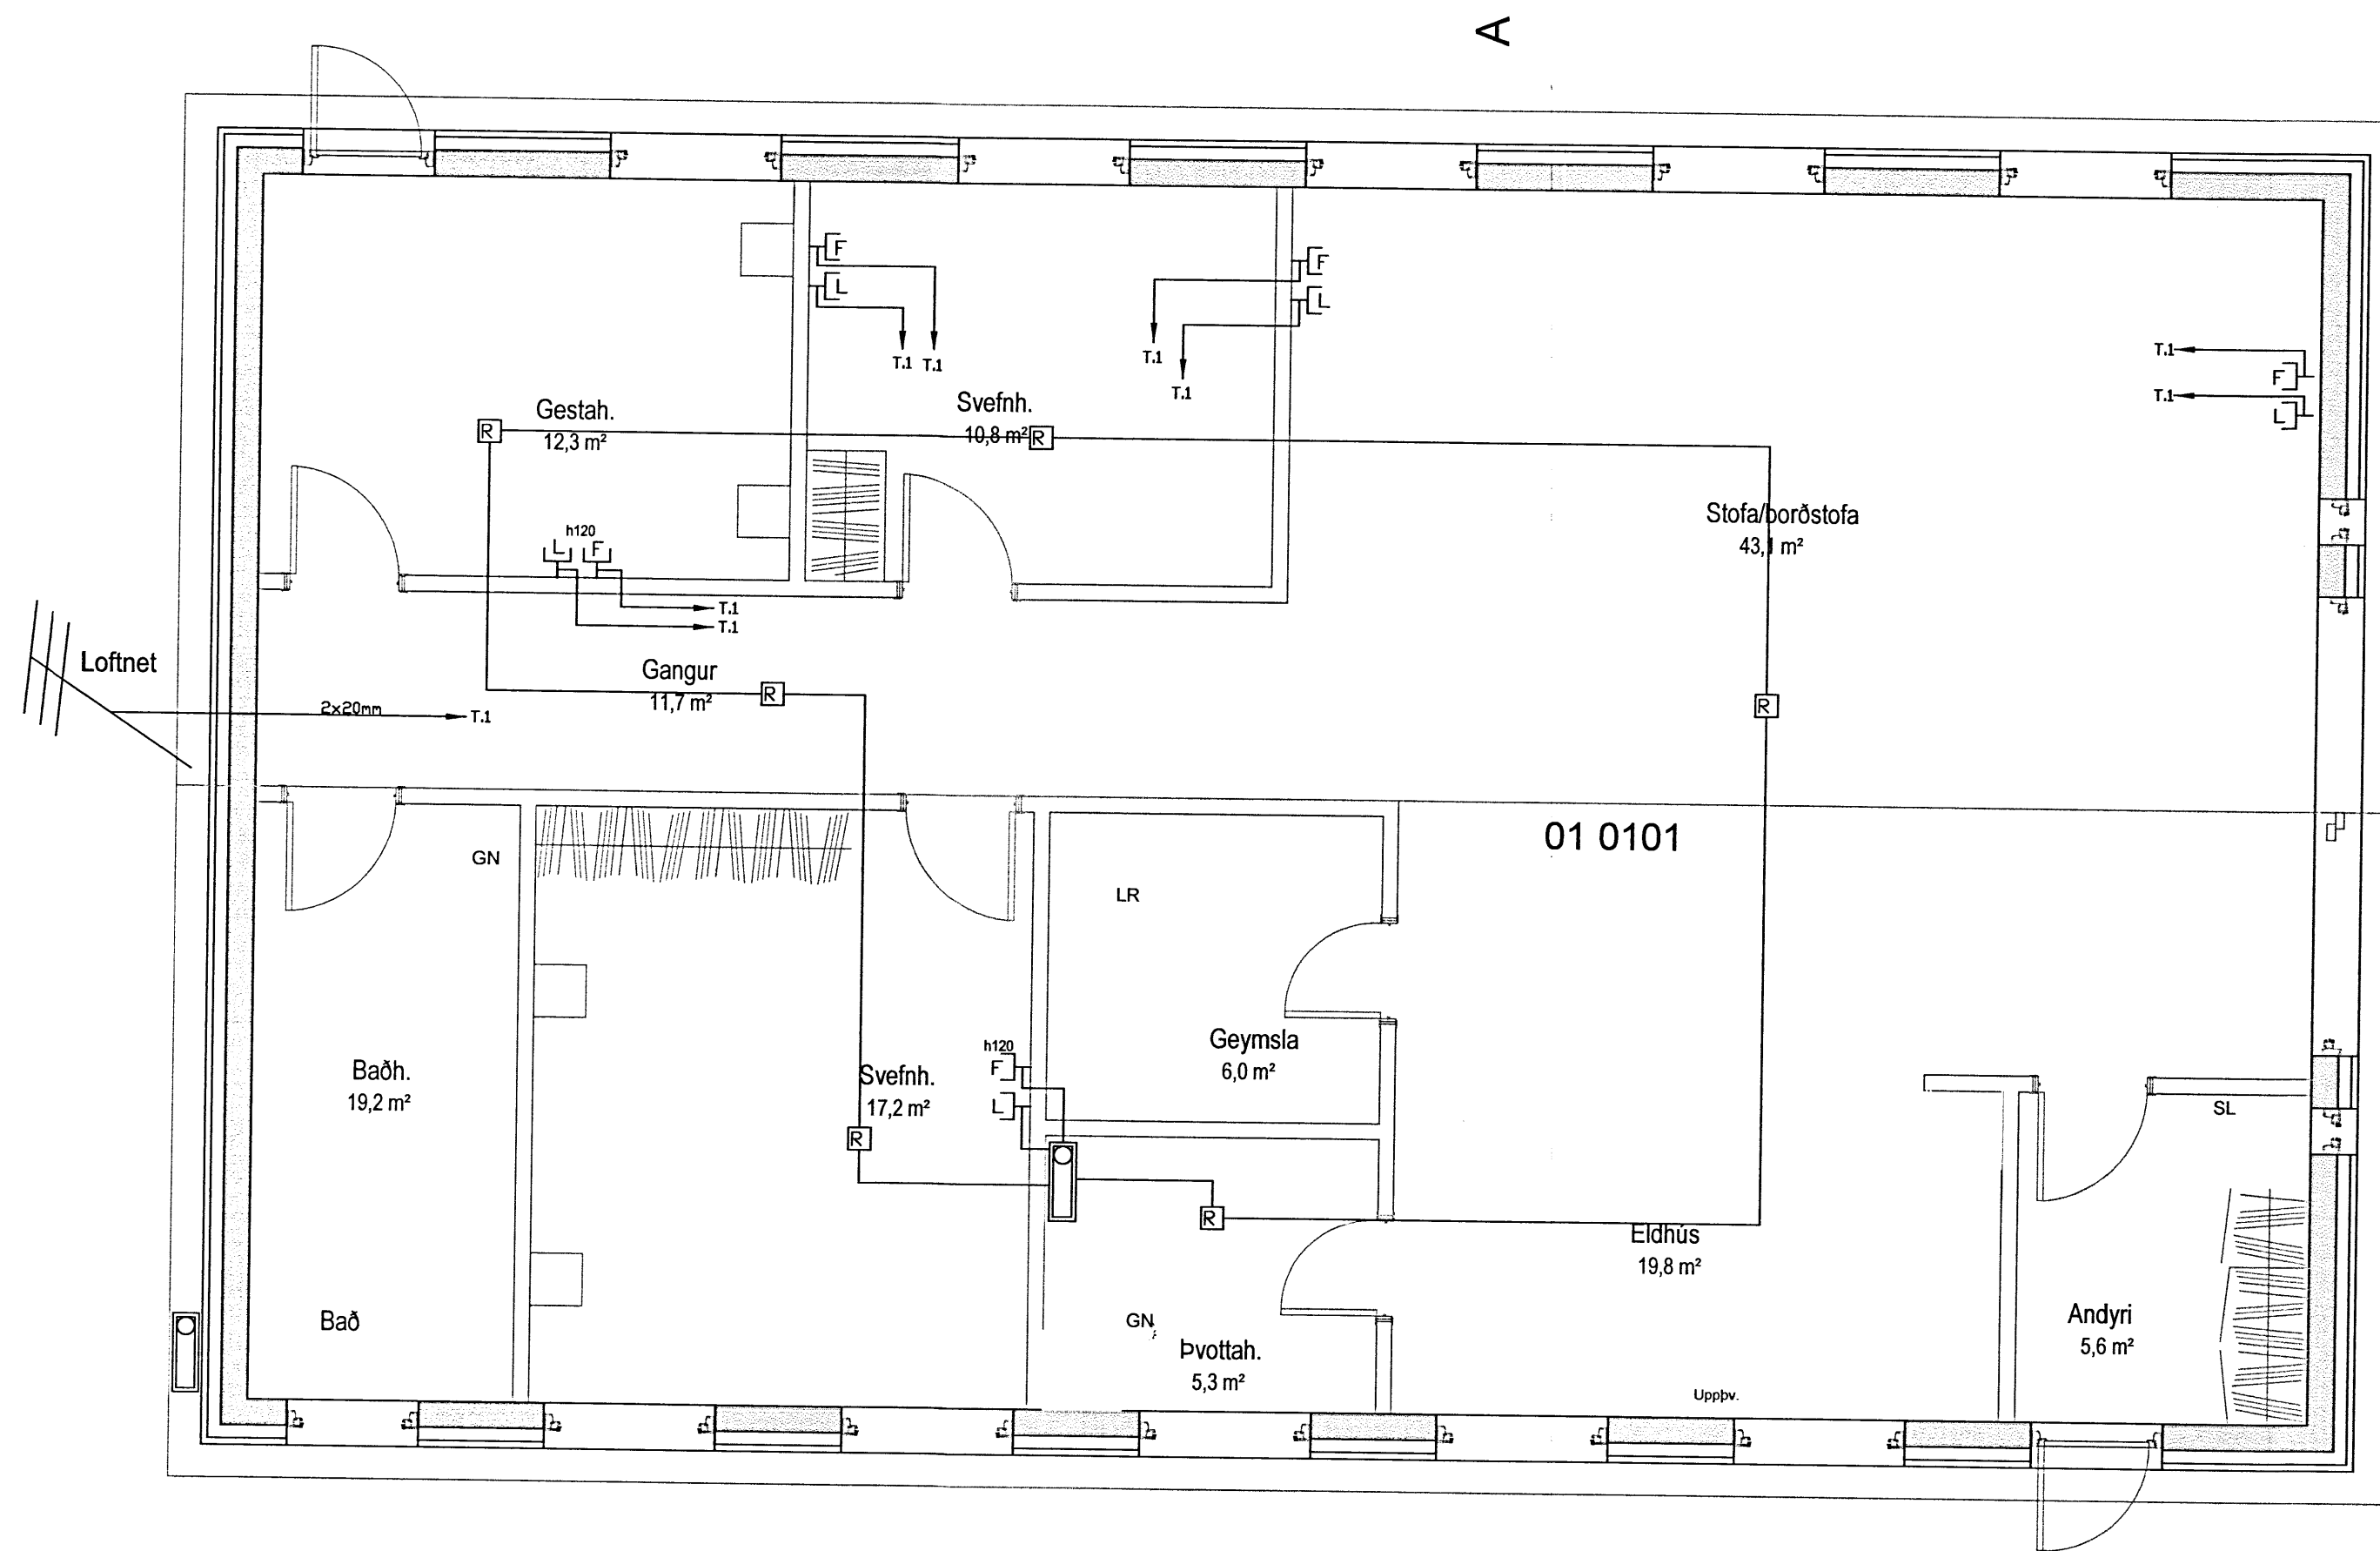 A
F
L
T.1 T.1
F
L
T.1
T.1
T.1
F
T.1
L
Gestah.
12,3 m²
R
Svefnh.
10,8 m²
R
Stofa/borðstofa
43,1 m²
h120
L F
T.1
T.1
Loftnet
2x20mm
T.1
Gangur
11,7 m²
R
R
01 0101
GN
LR
Baðh.
19,2 m²
Svefnh.
17,2 m²
R
h120
F
L
Geymsla
6,0 m²
SL
R
Eldhús
19,8 m²
Bað
GN
Þvottah.
5,3 m²
Uppþv.
Andyri
5,6 m²